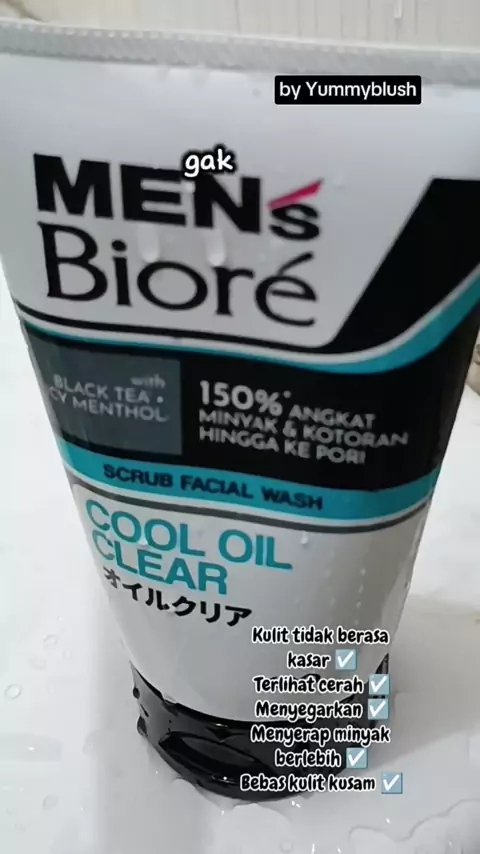 by Yummyblush
gak
MEN's
Bioré
with
BLACK TEA •
ICY MENTHOL
150%* ANGKAT
MINYAK & KOTORAN
HINGGA KE PORI
SCRUB FACIAL WASH
COOL OIL
CLEAR
オイルクリア
Kulit tidak berasa
kasar ☑
Terlihat cerah ☑
Menyegarkan ☑
Menyerap minyak
berlebih ☑
Bebas kulit kusam ☑